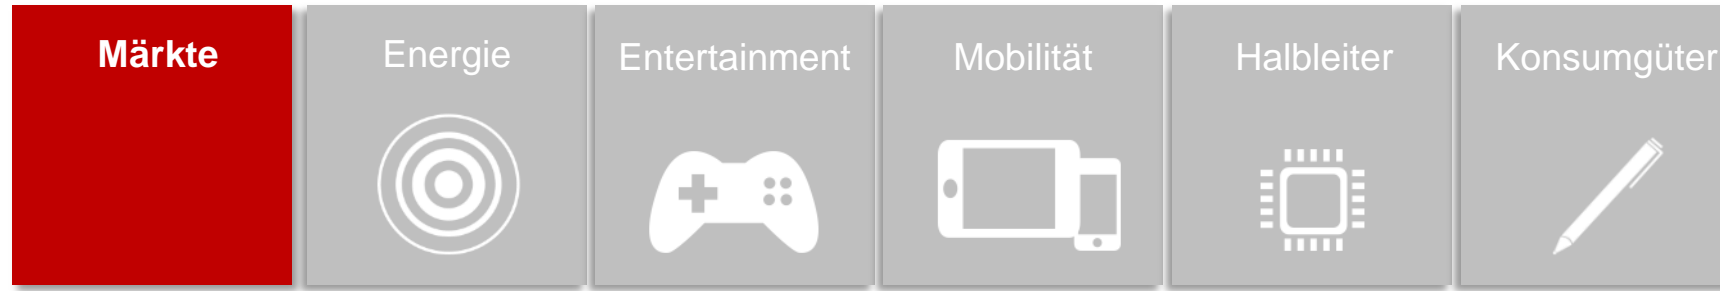 Märkte
Energie
Entertainment
Mobilität
Halbleiter
Konsumgüter